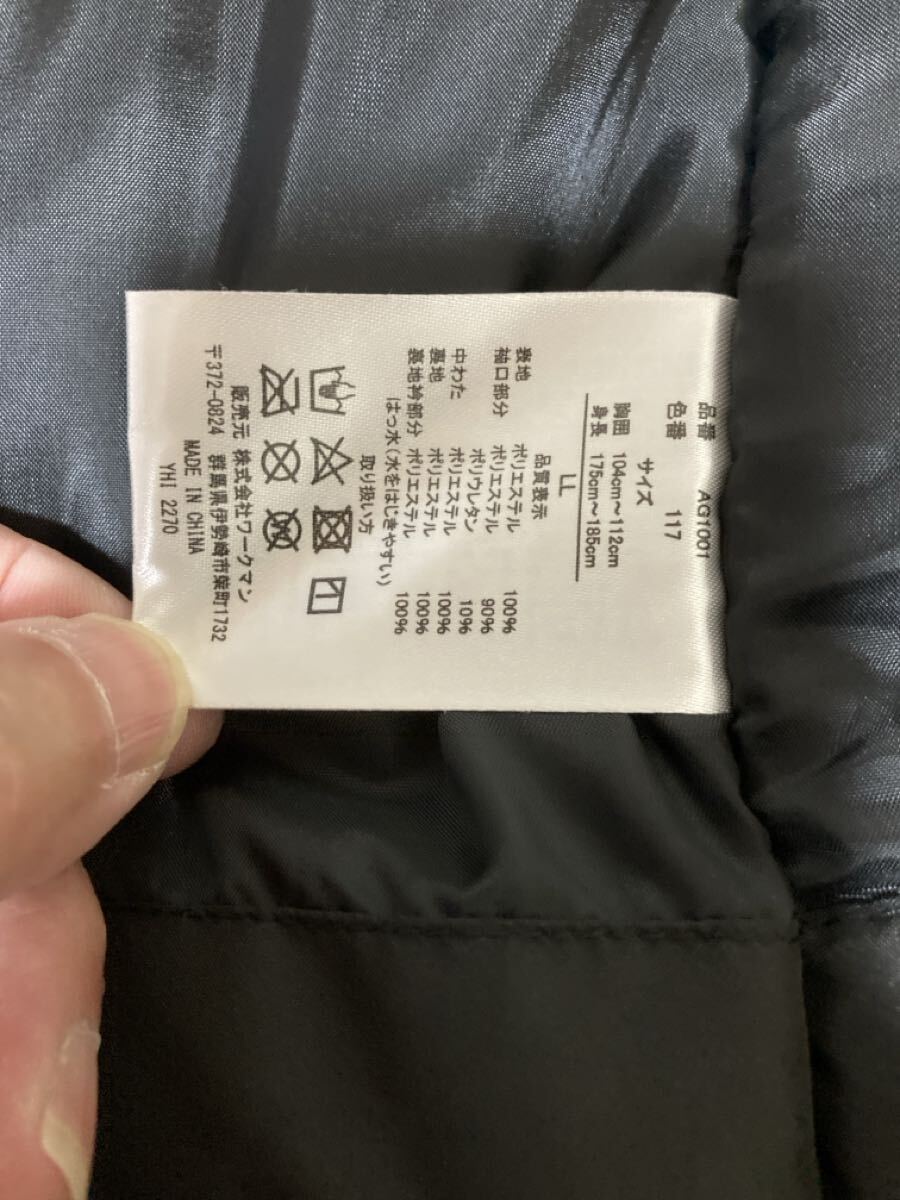 品番 AG1001
色番 117
サイズ
胸囲 104cm～112cm
身長 175cm～185cm
LL
品質表示
表地 ポリエステル 100%
袖口部分 ポリエステル 90%
ポリウレタン 10%
中わた ポリエステル 100%
裏地 ポリエステル 100%
裏地衿部分 ポリエステル 100%
はっ水(水をはじきやすい)
取り扱い方
販売元 株式会社ワークマン
〒372-0824 群馬県伊勢崎市柴町1732
MADE IN CHINA
YHI 2270